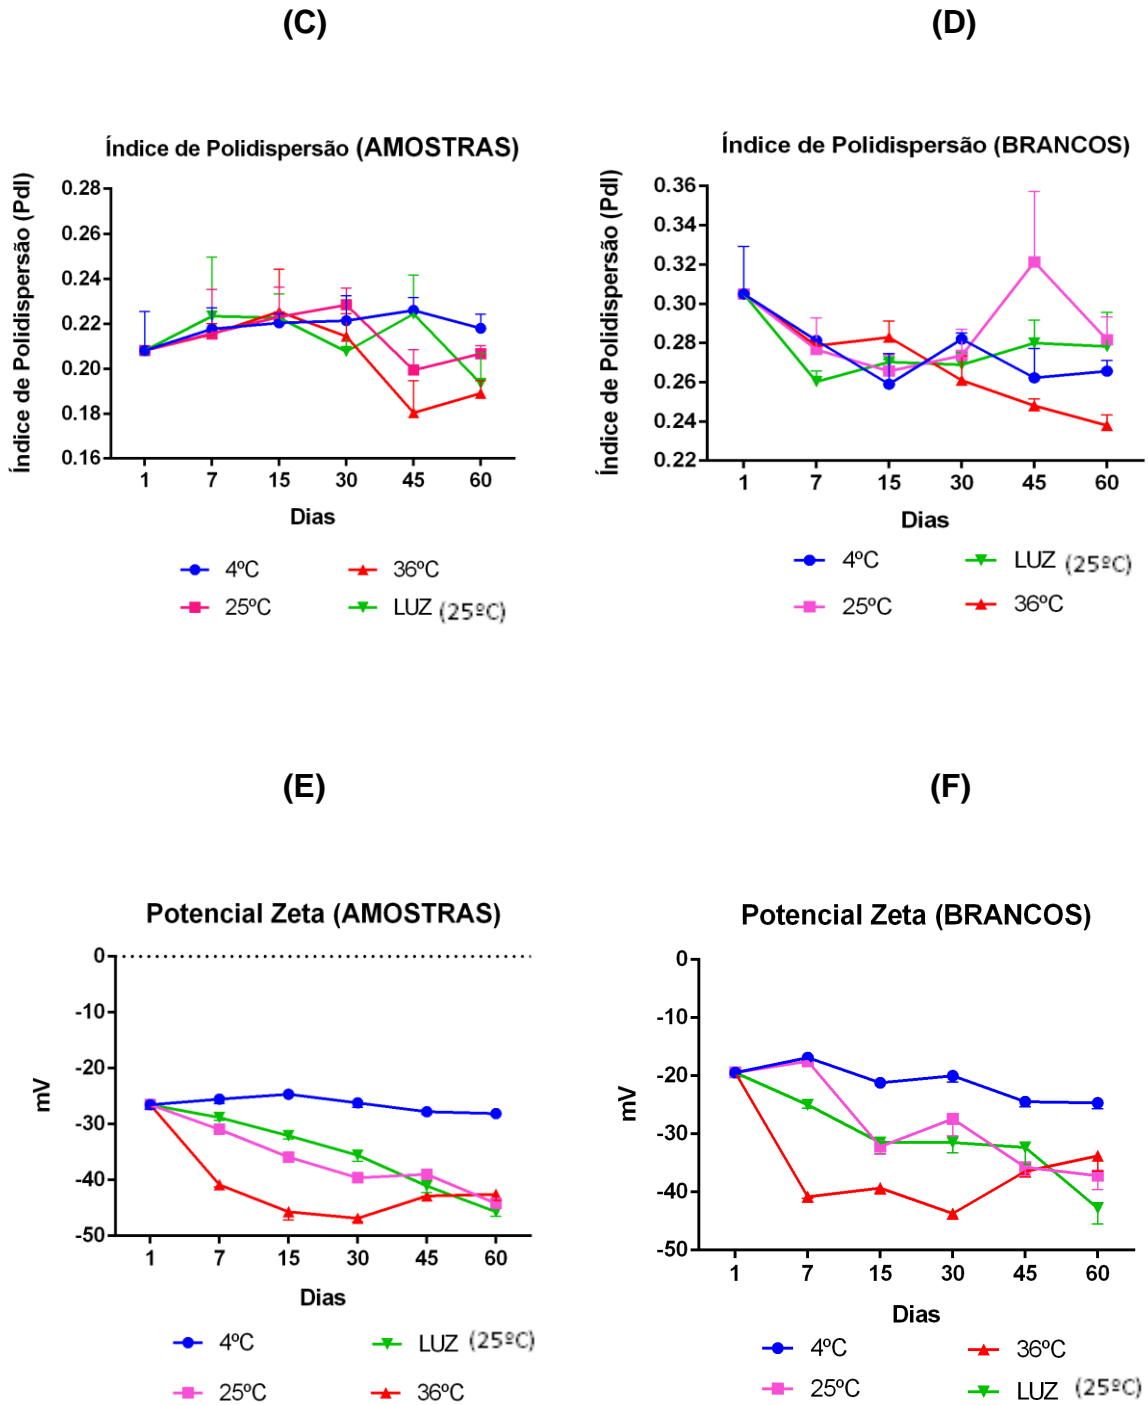 (C)
Índice de Polidispersão (AMOSTRAS)
Índice de Polidispersão (PdI)
0.28
0.26
0.24
0.22
0.20
0.18
0.16
1 7 15 30 45 60
Dias
4ºC 36ºC
25ºC LUZ (25ºC)
(D)
Índice de Polidispersão (BRANCOS)
Índice de Polidispersão (PdI)
0.36
0.34
0.32
0.30
0.28
0.26
0.24
0.22
1 7 15 30 45 60
Dias
4ºC LUZ (25ºC)
25ºC 36ºC
(E)
Potencial Zeta (AMOSTRAS)
mV
0
-10
-20
-30
-40
-50
1 7 15 30 45 60
Dias
4ºC LUZ (25ºC)
25ºC 36ºC
(F)
Potencial Zeta (BRANCOS)
mV
0
-10
-20
-30
-40
-50
1 7 15 30 45 60
Dias
4ºC 36ºC
25ºC LUZ (25ºC)